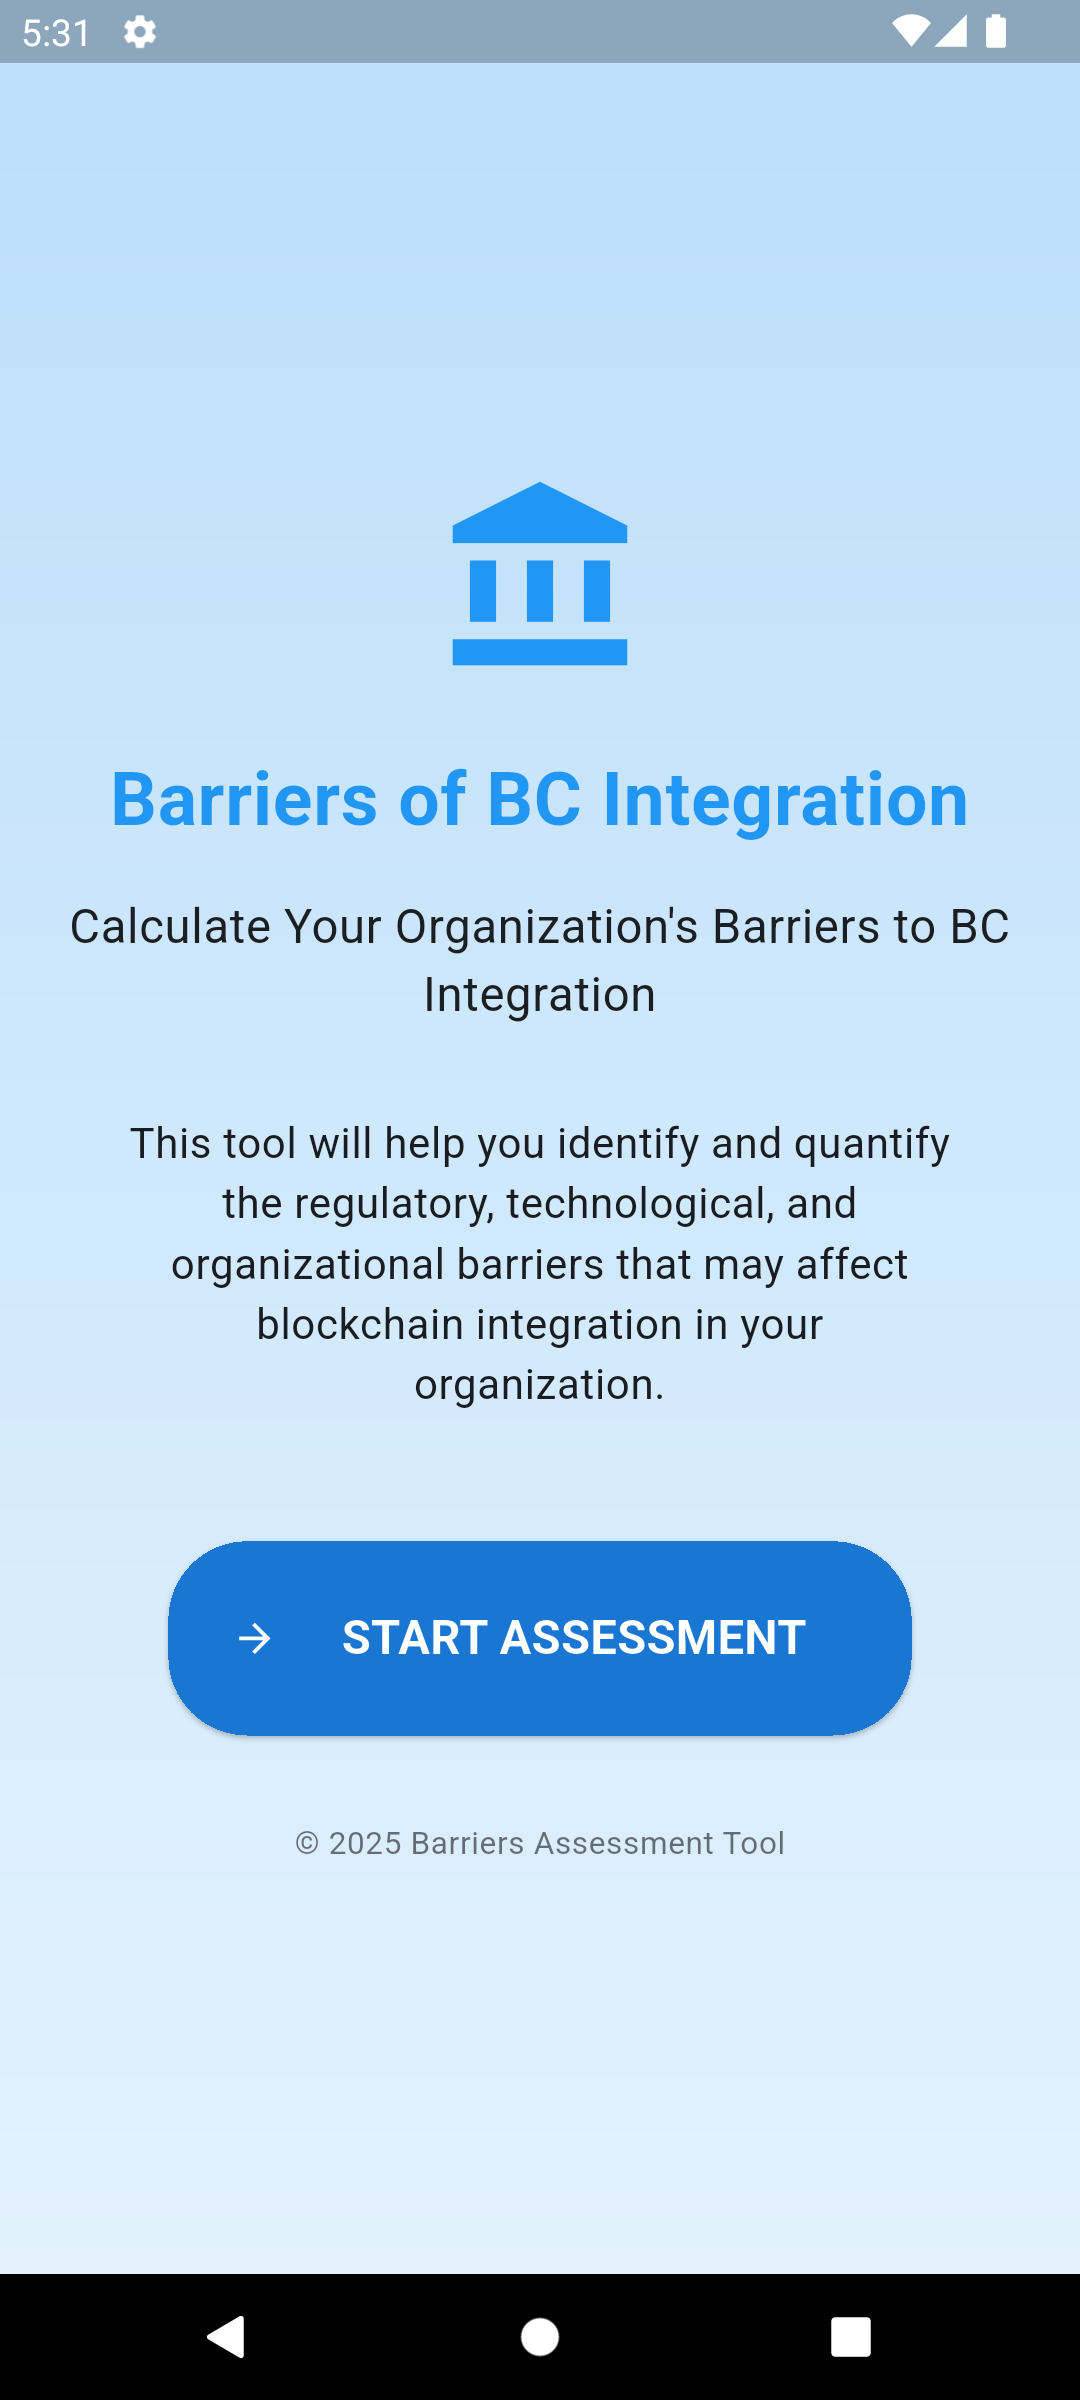 5:31
Barriers of BC Integration
Calculate Your Organization's Barriers to BC
Integration
This tool will help you identify and quantify
the regulatory, technological, and
organizational barriers that may affect
blockchain integration in your
organization.
START ASSESSMENT
© 2025 Barriers Assessment Tool